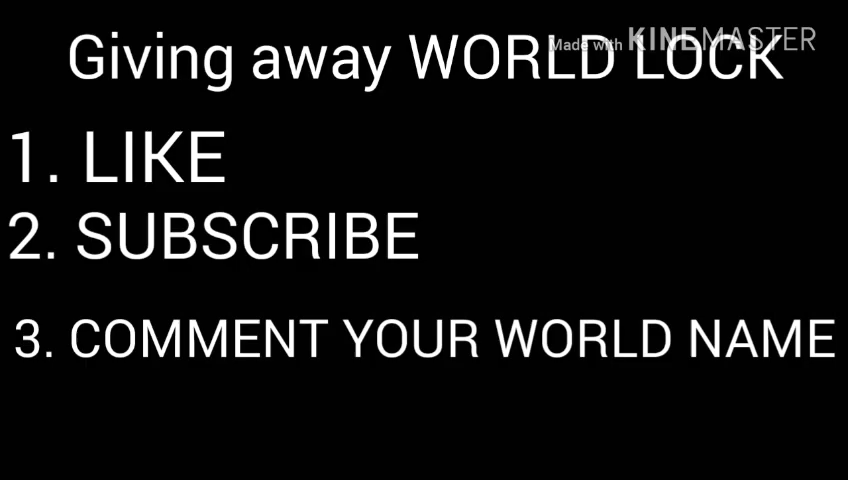 Giving away WORLD LOCK
Made with KINEMASTER
1. LIKE
2. SUBSCRIBE
3. COMMENT YOUR WORLD NAME